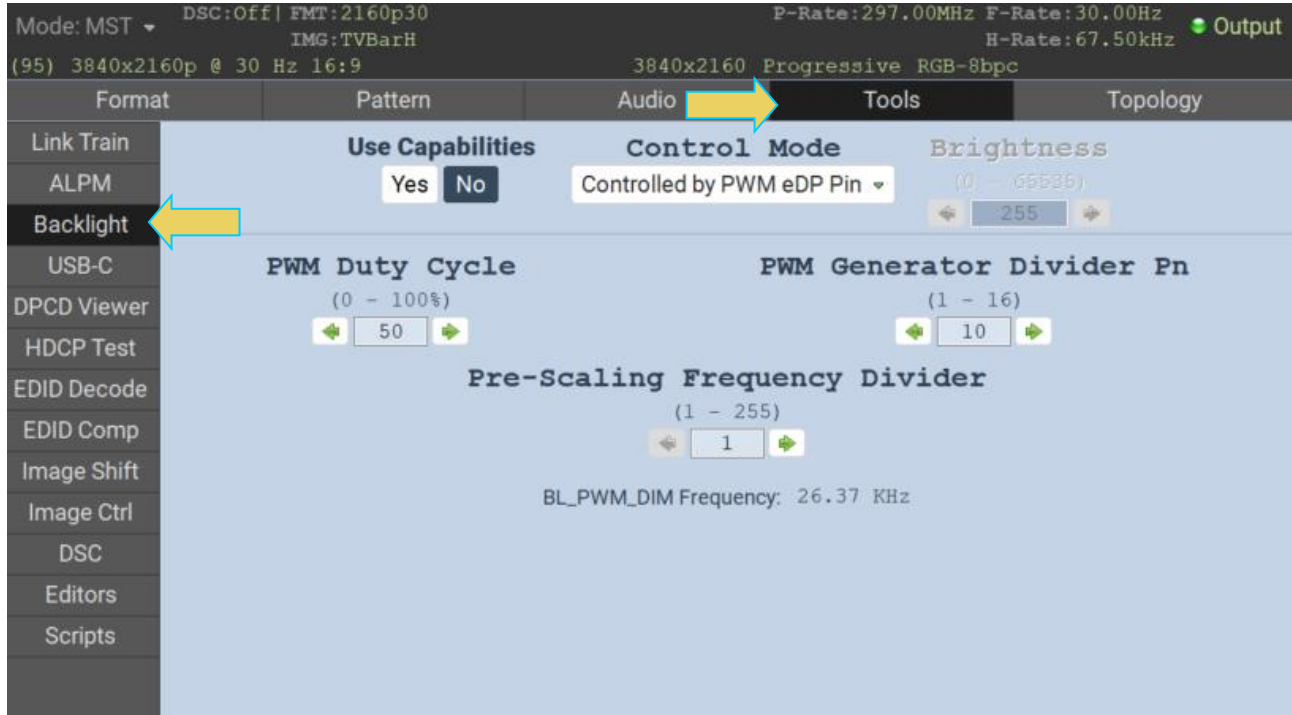 Mode: MST DSC:Off| FMT:2160p30 P-Rate:297.00MHz F-Rate:30.00Hz Output
IMG:TVBarH H-Rate:67.50kHz
(95) 3840x2160p @ 30 Hz 16:9 3840x2160 Progressive RGB-8bpc
Format Pattern Audio Tools Topology
Link Train
ALPM
Backlight
USB-C
DPCD Viewer
HDCP Test
EDID Decode
EDID Comp
Image Shift
Image Ctrl
DSC
Editors
Scripts
Use Capabilities Control Mode Brightness
(0 - 65535)
Yes No Controlled by PWM eDP Pin 255
PWM Duty Cycle PWM Generator Divider Pn
(0 - 100%) (1 - 16)
50 10
Pre-Scaling Frequency Divider
(1 - 255)
1
BL_PWM_DIM Frequency: 26.37 KHz